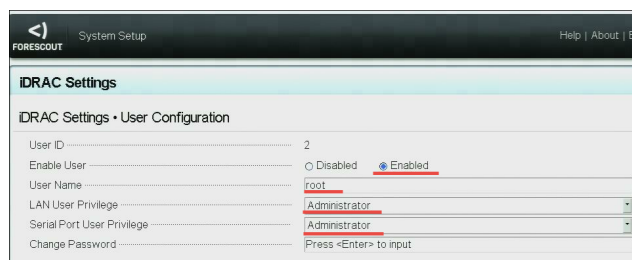 <) System Setup Help | About | E
FORESCOUT
iDRAC Settings
iDRAC Settings • User Configuration
User ID 2
Enable User Disabled Enabled
User Name root
LAN User Privilege Administrator
Serial Port User Privilege Administrator
Change Password Press <Enter> to input